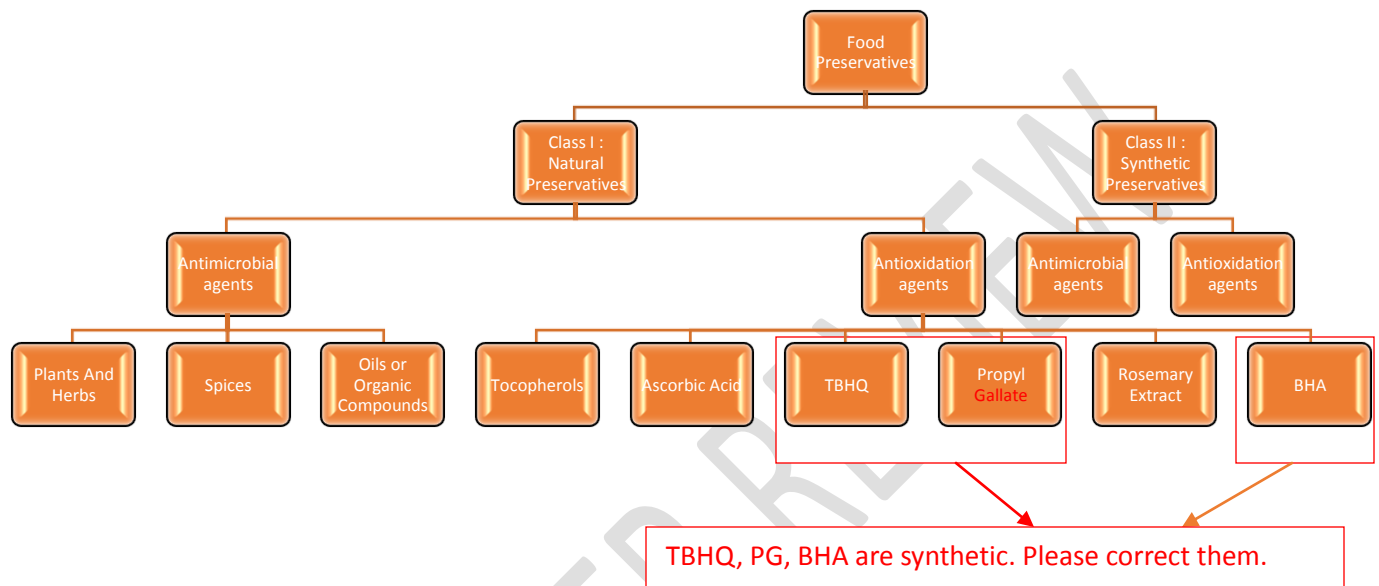 Food
Preservatives
Class I :
Natural
Preservatives
Class II :
Synthetic
Preservatives
Antimicrobial
agents
Antioxidation
agents
Antimicrobial
agents
Antioxidation
agents
Plants And
Herbs
Spices
Oils or
Organic
Compounds
Tocopherols
Ascorbic Acid
TBHQ
Propyl
Gallate
Rosemary
Extract
BHA
TBHQ, PG, BHA are synthetic. Please correct them.
ER REVIEW